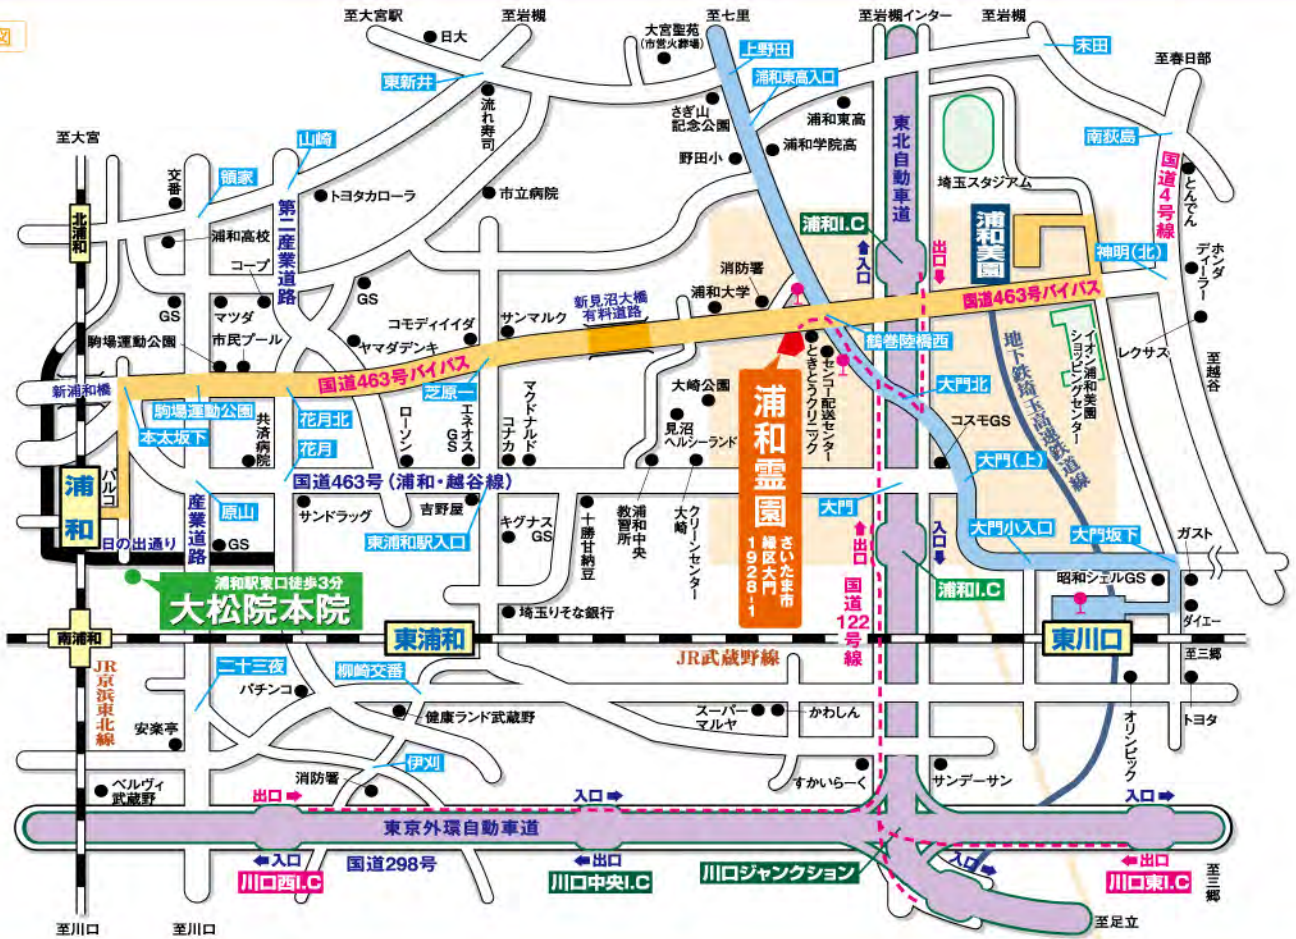 図
至大宮駅
至岩槻
至七里
至岩槻インター
至岩槻
日大
大宮聖苑
(市営火葬場)
上野田
末田
至春日部
東新井
浦和東高入口
流れ寿司
さぎ山
記念公園
浦和東高
東北自動車道
南荻島
至大宮
山崎
野田小
浦和学院高
国道4号線
とんでん
交番
領家
トヨタカローラ
市立病院
埼玉スタジアム
北浦和
第二産業道路
浦和I.C
浦和美園
浦和高校
入口
出口
神明(北)
ホンダ
ディーラー
コープ
消防署
GS
GS
マツダ
新見沼大橋
有料道路
浦和大学
国道463号バイパス
コモディイイダ
サンマルク
駒場運動公園
市民プール
ヤマダデンキ
鶴巻陸橋西
地下鉄埼玉高速鉄道線
イオン浦和美園
ショッピングセンター
レクサス
ときとうクリニック
センコー配送センター
至越谷
新浦和橋
国道463号バイパス
芝原一
大崎公園
大門北
駒場運動公園
花月北
マクドナルド
浦和霊園
コスモGS
本太坂下
共済病院
ローソン
エネオス
GS
コナカ
見沼
ヘルシーランド
花月
大門(上)
浦和
パルコ
国道463号(浦和・越谷線)
産業道路
原山
サンドラッグ
吉野屋
大門
キグナス
GS
十勝甘納豆
浦和中央
教習所
大崎
クリーンセンター
さいたま市
緑区大門
1928-1
大門小入口
大門坂下
ガスト
日の出通り
GS
東浦和駅入口
出口
入口
昭和シェルGS
浦和駅東口徒歩3分
大松院本院
浦和I.C
国道122号線
埼玉りそな銀行
ダイエー
南浦和
東浦和
東川口
JR武蔵野線
至三郷
JR京浜東北線
二十三夜
柳崎交番
パチンコ
健康ランド武蔵野
スーパー
マルヤ
かわしん
オリンピック
トヨタ
安楽亭
伊刈
消防署
すかいらーく
サンデーサン
ベルヴィ
武蔵野
出口
入口
入口
東京外環自動車道
入口
国道298号
出口
入口
出口
川口西I.C
川口中央I.C
川口ジャンクション
川口東I.C
至三郷
至川口
至川口
至足立